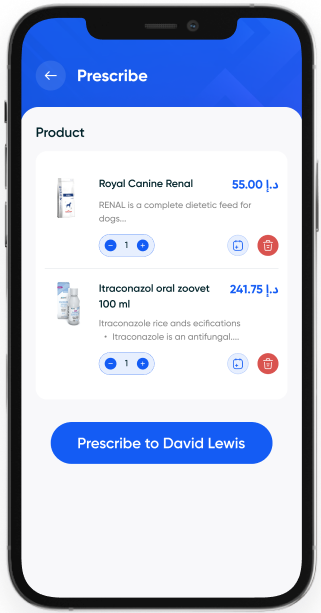 Prescribe
Product
Royal Canine Renal
55.00 د.إ
RENAL is a complete dietetic feed for
dogs...
1
Itraconazol oral zoovet
100 ml
241.75 د.إ
Itraconazole rice ands ecifications
• Itraconazole is an antifungal....
1
Prescribe to David Lewis